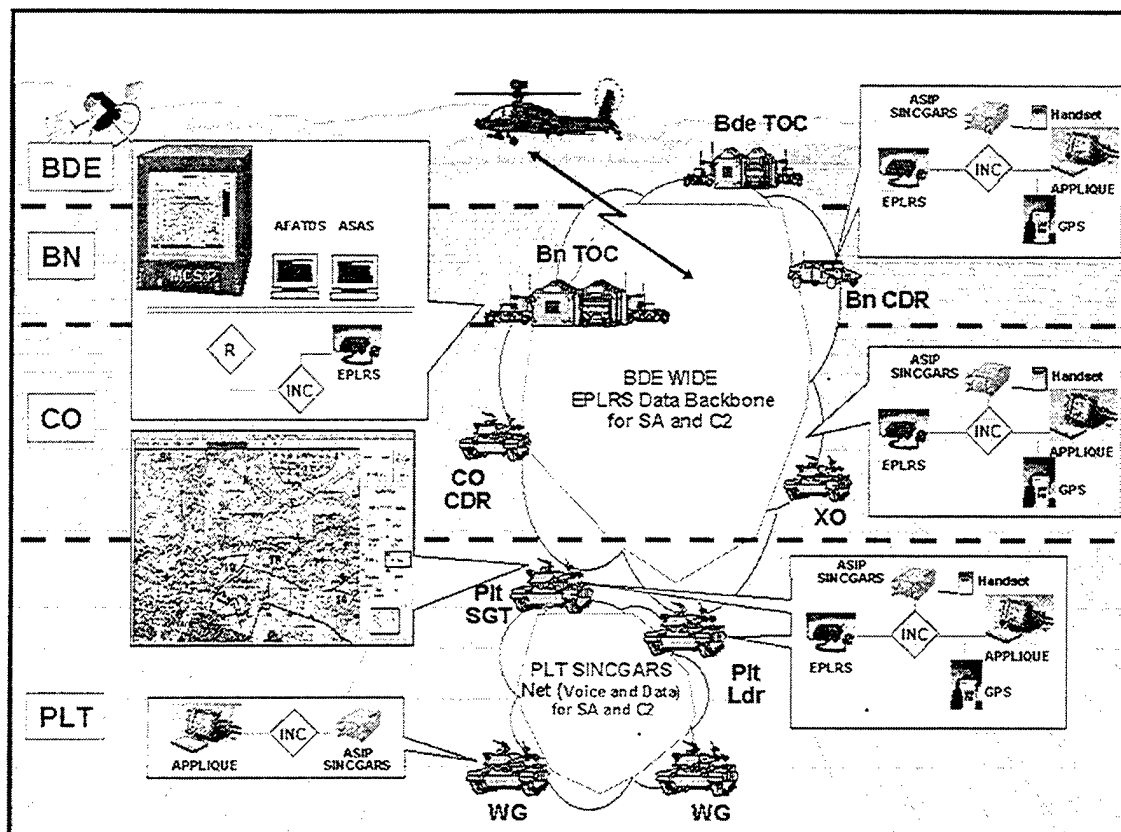 BDE
BN
CO
PLT
AFATDS ASAS
MCS
R
INC
EPLRS
Bde TOC
Bn TOC
Bn CDR
ASIP
SINCGARS
Handset
EPLRS
INC
APPLIQUE
GPS
BDE WIDE
EPLRS Data Backbone
for SA and C2
CO
CDR
XO
ASIP
SINCGARS
Handset
EPLRS
INC
APPLIQUE
GPS
Plt
SGT
Plt
Ldr
ASIP
SINCGARS
Handset
EPLRS
INC
APPLIQUE
GPS
PLT SINCGARS
Net (Voice and Data)
for SA and C2
APPLIQUE
INC
ASIP
SINCGARS
WG
WG